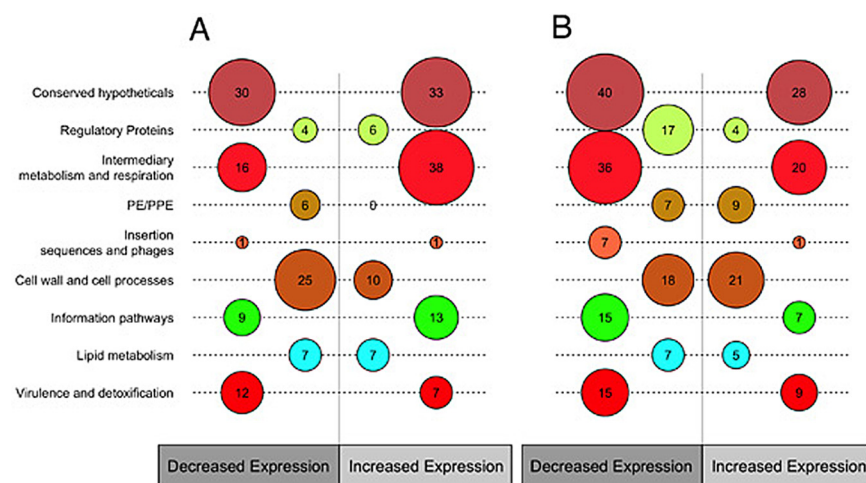 A B
Conserved hypotheticals 30 33 40 28
Regulatory Proteins 4 6 17 4
Intermediary
metabolism and respiration 16 38 36 20
PE/PPE 6 0 7 9
Insertion
sequences and phages 1 1 7 1
Cell wall and cell processes 25 10 18 21
Information pathways 9 13 15 7
Lipid metabolism 7 7 7 5
Virulence and detoxification 12 7 15 9
Decreased Expression Increased Expression Decreased Expression Increased Expression